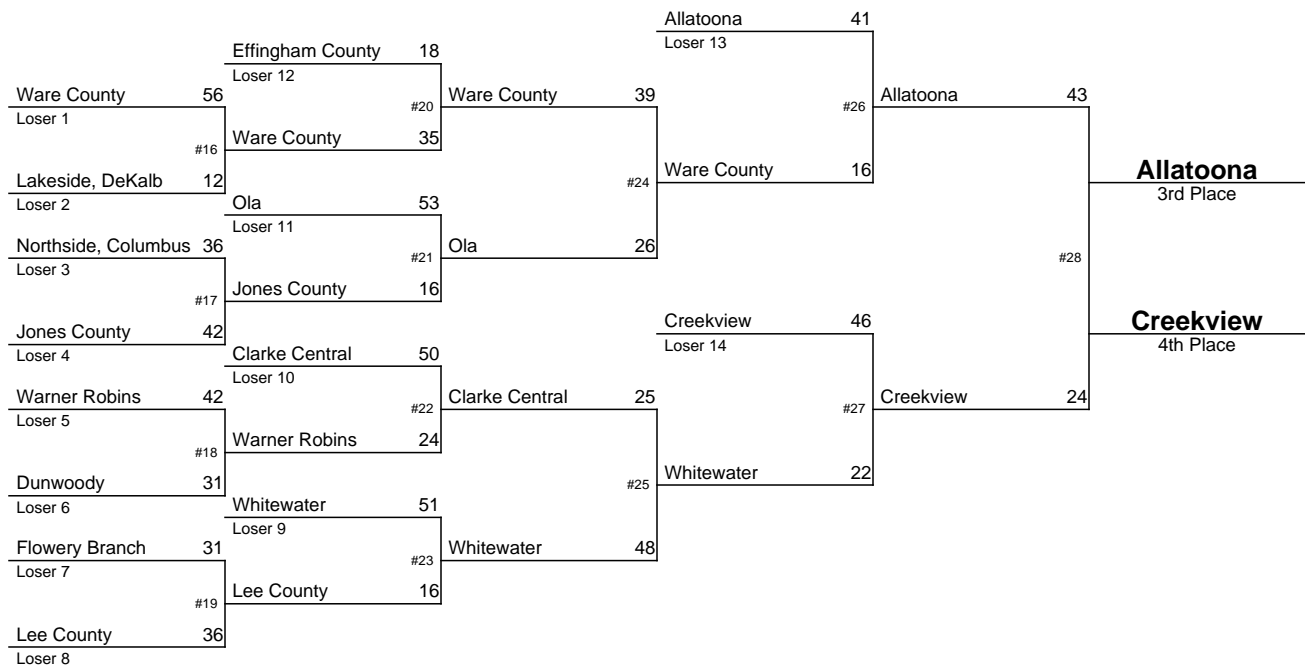 Allatoona 41
Loser 13
Effingham County 18
Loser 12
Ware County 56
Loser 1
#20
Ware County 39
#26
Allatoona 43
#16
Ware County 35
Lakeside, DeKalb 12
Loser 2
#24
Ware County 16
Allatoona
3rd Place
Ola 53
Loser 11
Northside, Columbus 36
Loser 3
#21
Ola 26
#28
#17
Jones County 16
Jones County 42
Loser 4
Creekview 46
Loser 14
Creekview
4th Place
Clarke Central 50
Loser 10
Warner Robins 42
Loser 5
#22
Clarke Central 25
#27
Creekview 24
#18
Warner Robins 24
Dunwoody 31
Loser 6
#25
Whitewater 22
Whitewater 51
Loser 9
Flowery Branch 31
Loser 7
#23
Whitewater 48
#19
Lee County 16
Lee County 36
Loser 8